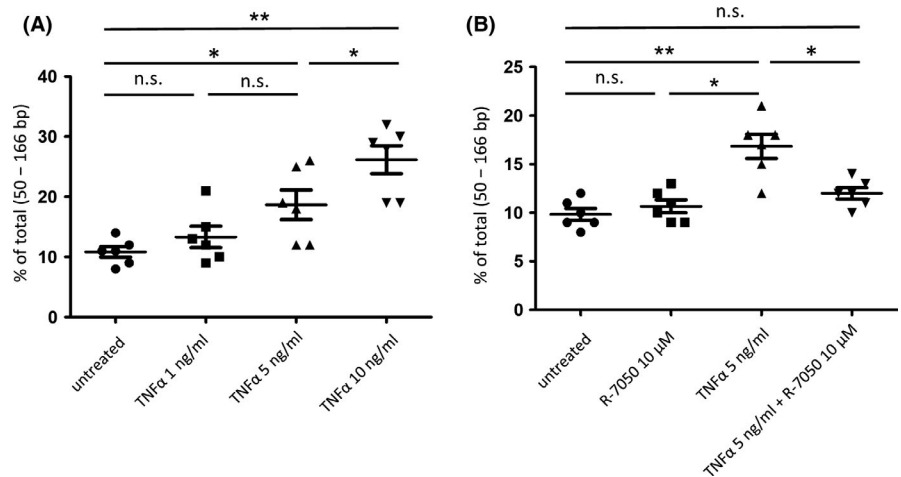 (A)
**
*
*
n.s.
n.s.
% of total (50 – 166 bp)
40
30
20
10
0
untreated
TNFα 1 ng/ml
TNFα 5 ng/ml
TNFα 10 ng/ml
(B)
n.s.
**
*
n.s.
*
% of total (50 – 166 bp)
25
20
15
10
5
0
untreated
R-7050 10 µM
TNFα 5 ng/ml
TNFα 5 ng/ml + R-7050 10 µM